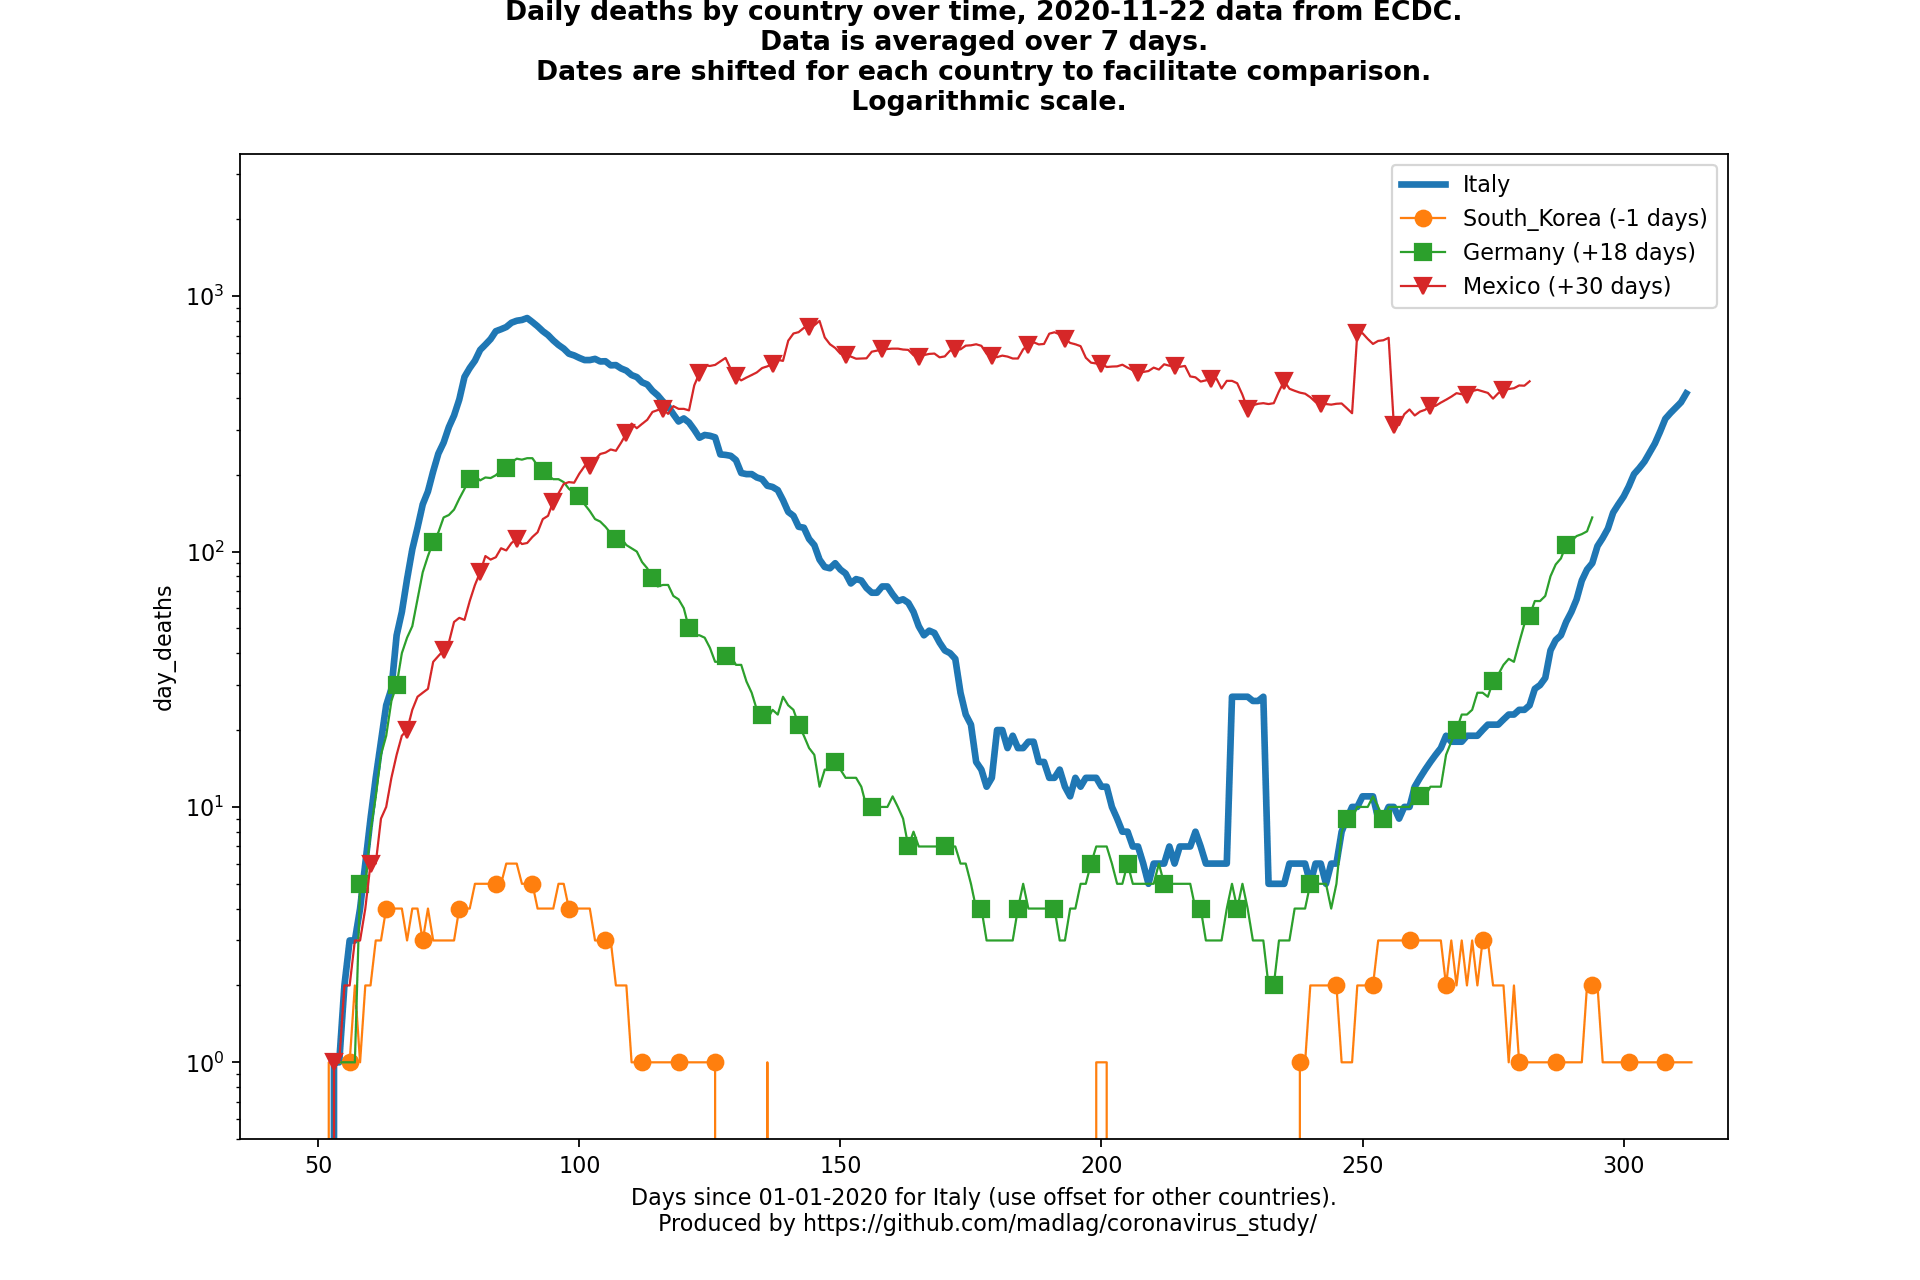 Daily deaths by country over time, 2020-11-22 data from ECDC.
Data is averaged over 7 days.
Dates are shifted for each country to facilitate comparison.
Logarithmic scale.
Italy
South_Korea (-1 days)
Germany (+18 days)
Mexico (+30 days)
10³
10²
10¹
10⁰
day_deaths
50 100 150 200 250 300
Days since 01-01-2020 for Italy (use offset for other countries).
Produced by https://github.com/madlag/coronavirus_study/